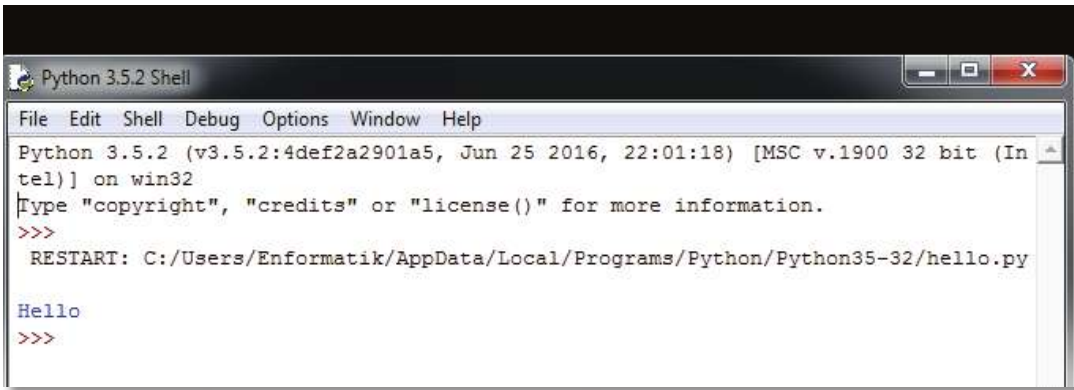 Python 3.5.2 Shell
File Edit Shell Debug Options Window Help
Python 3.5.2 (v3.5.2:4def2a2901a5, Jun 25 2016, 22:01:18) [MSC v.1900 32 bit (In
tel)] on win32
Type "copyright", "credits" or "license()" for more information.
>>>
RESTART: C:/Users/Enformatik/AppData/Local/Programs/Python/Python35-32/hello.py
Hello
>>>